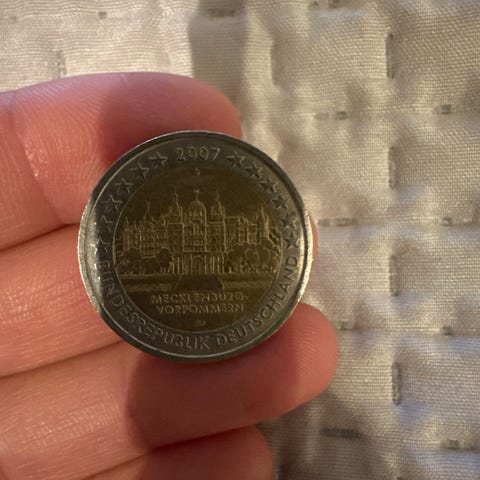 2007
MECKLENBURG-
VORPOMMERN
BUNDESREPUBLIK DEUTSCHLAND